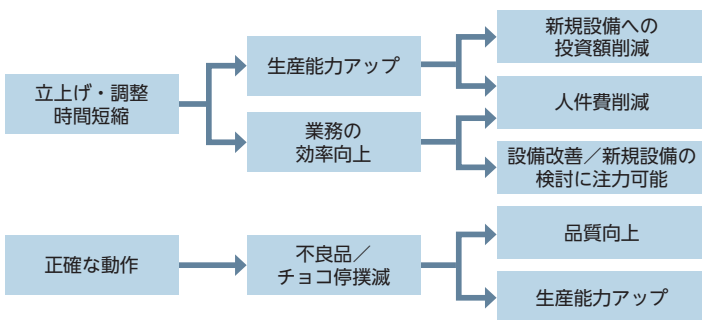 立上げ・調整
時間短縮
生産能力アップ
業務の
効率向上
新規設備への
投資額削減
人件費削減
設備改善／新規設備の
検討に注力可能
正確な動作
不良品／
チョコ停撲滅
品質向上
生産能力アップ